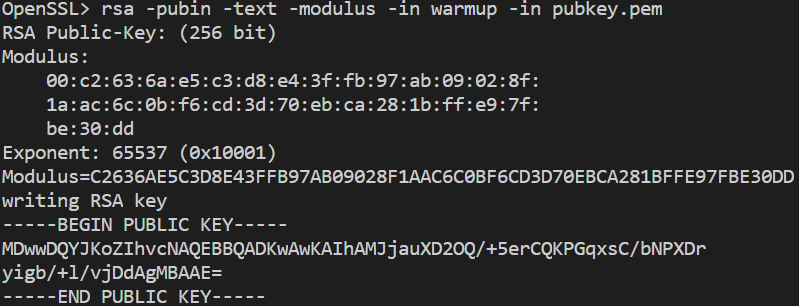 OpenSSL> rsa -pubin -text -modulus -in warmup -in pubkey.pem
RSA Public-Key: (256 bit)
Modulus:
    00:c2:63:6a:e5:c3:d8:e4:3f:fb:97:ab:09:02:8f:
    1a:ac:6c:0b:f6:cd:3d:70:eb:ca:28:1b:ff:e9:7f:
    be:30:dd
Exponent: 65537 (0x10001)
Modulus=C2636AE5C3D8E43FFB97AB09028F1AAC6C0BF6CD3D70EBCA281BFFE97FBE30DD
writing RSA key
-----BEGIN PUBLIC KEY-----
MDwwDQYJKoZIhvcNAQEBBQADKwAwKAIhAMJjauXD2OQ/+5erCQKPGqxsC/bNPXDr
yigb/+l/vjDdAgMBAAE=
-----END PUBLIC KEY-----